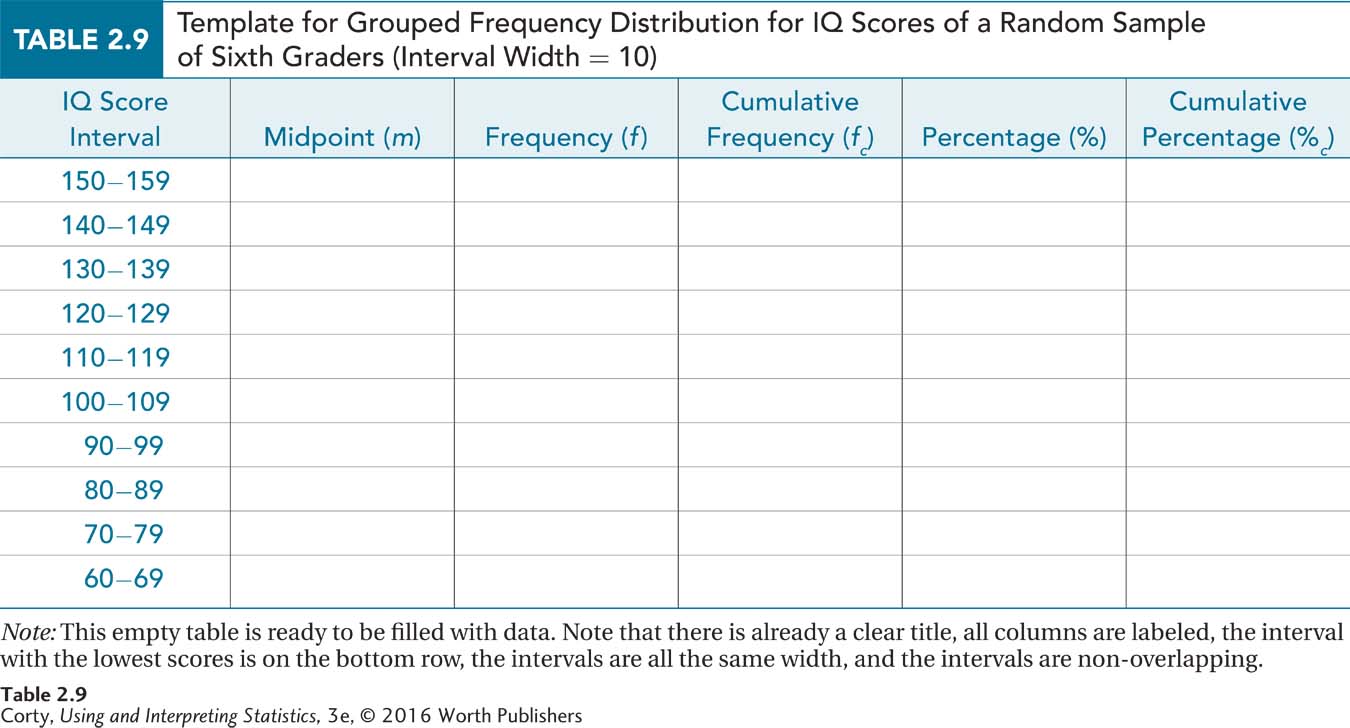 TABLE 2.9
Template for Grouped Frequency Distribution for IQ Scores of a Random Sample
of Sixth Graders (Interval Width = 10)
IQ Score Interval Midpoint (m) Frequency (f) Cumulative Frequency (fc) Percentage (%) Cumulative Percentage (%c)
150–159
140–149
130–139
120–129
110–119
100–109
90–99
80–89
70–79
60–69
Note: This empty table is ready to be filled with data. Note that there is already a clear title, all columns are labeled, the interval
with the lowest scores is on the bottom row, the intervals are all the same width, and the intervals are non-overlapping.
Table 2.9
Corty, Using and Interpreting Statistics, 3e, © 2016 Worth Publishers